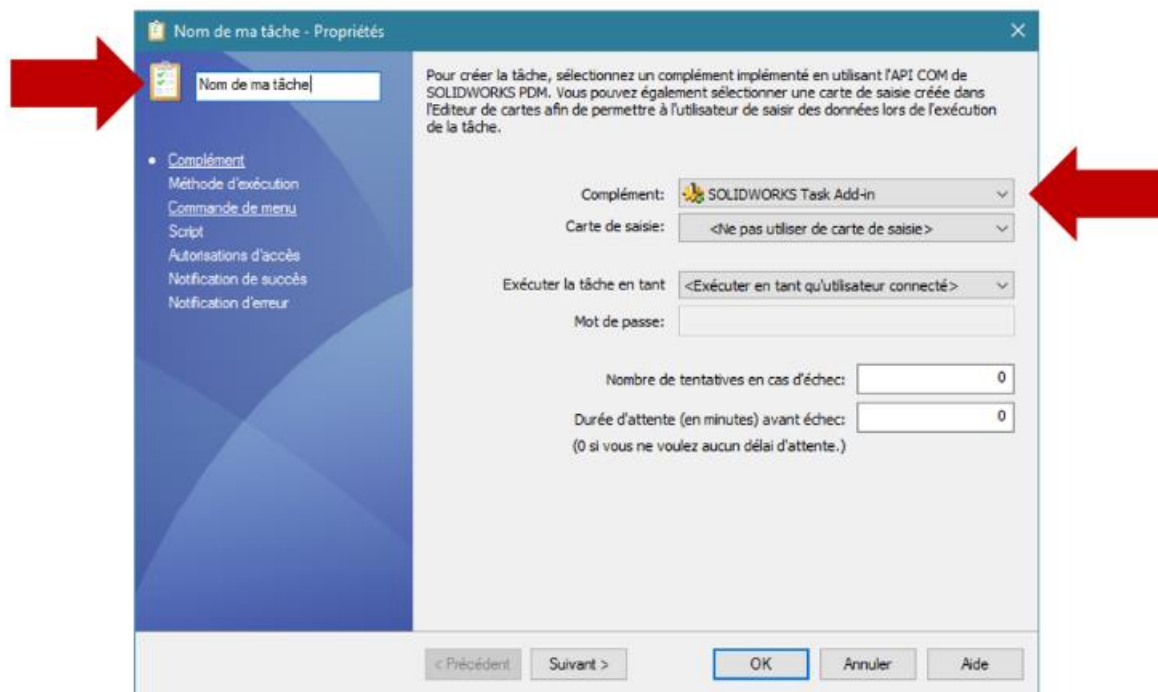 Nom de ma tâche - Propriétés
Nom de ma tâche
Complément
Méthode d'exécution
Commande de menu
Script
Autorisations d'accès
Notification de succès
Notification d'erreur
Pour créer la tâche, sélectionnez un complément implémenté en utilisant l'API COM de
SOLIDWORKS PDM. Vous pouvez également sélectionner une carte de saisie créée dans
l'Editeur de cartes afin de permettre à l'utilisateur de saisir des données lors de l'exécution
de la tâche.
Complément: SOLIDWORKS Task Add-in
Carte de saisie: <Ne pas utiliser de carte de saisie>
Exécuter la tâche en tant <Exécuter en tant qu'utilisateur connecté>
Mot de passe:
Nombre de tentatives en cas d'échec: 0
Durée d'attente (en minutes) avant échec: 0
(0 si vous ne voulez aucun délai d'attente.)
< Précédent Suivant > OK Annuler Aide